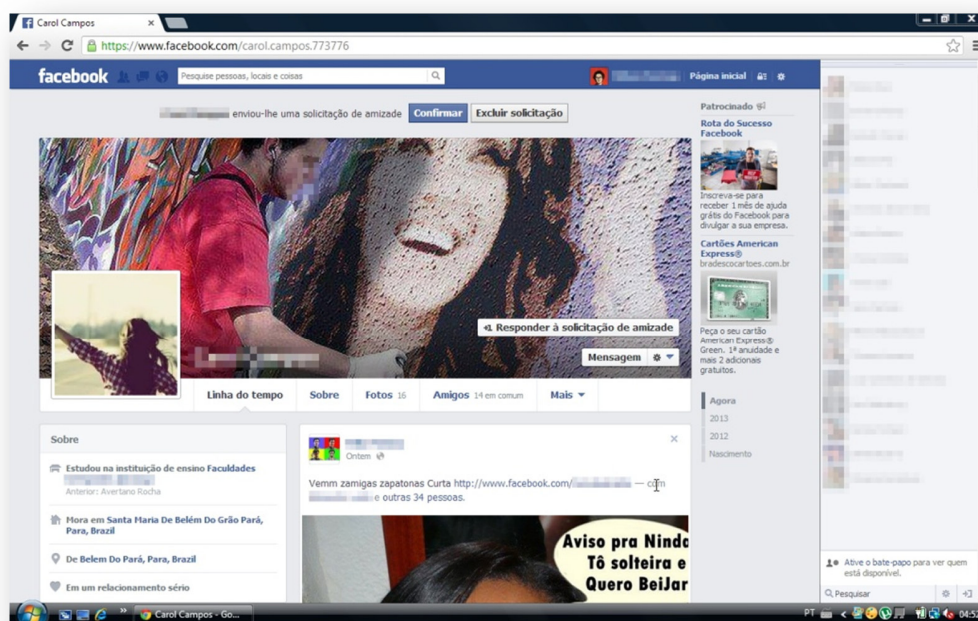 Carol Campos
https://www.facebook.com/carol.campos.773776
facebook
Pesquise pessoas, locais e coisas
Página inicial
enviou-lhe uma solicitação de amizade
Confirmar
Excluir solicitação
Responder à solicitação de amizade
Mensagem
Linha do tempo
Sobre
Fotos 16
Amigos 14 em comum
Mais
Sobre
Estudou na instituição de ensino Faculdades
Anterior: Avertano Rocha
Mora em Santa Maria De Belém Do Grão Pará,
Para, Brazil
De Belem Do Pará, Para, Brazil
Em um relacionamento sério
Ontem
Vemm zamigas zapatonas Curta http://www.facebook.com/ — com
e outras 34 pessoas.
Aviso pra Ninda
Tô solteira e
Quero BeiJar
Patrocinado
Rota do Sucesso
Facebook
Inscreva-se para
receber 1 mês de ajuda
grátis do Facebook para
divulgar a sua empresa.
Cartões American
Express®
bradescocartoes.com.br
Peça o seu cartão
American Express®
Green. 1ª anuidade e
mais 2 adicionais
gratuitos.
Agora
2013
2012
Nascimento
Ative o bate-papo para ver quem
está disponível.
Pesquisar
Carol Campos - Go...
PT
04:52